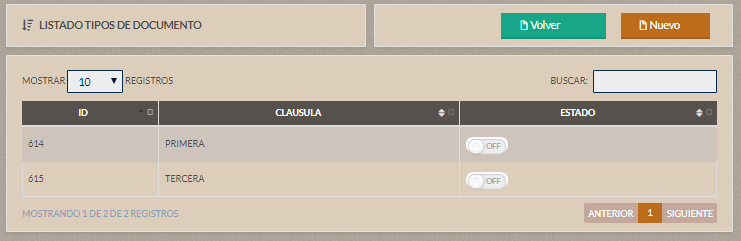 LISTADO TIPOS DE DOCUMENTO
Volver
Nuevo
MOSTRAR 10 REGISTROS
BUSCAR:
ID CLAUSULA ESTADO
614 PRIMERA OFF
615 TERCERA OFF
MOSTRANDO 1 DE 2 DE 2 REGISTROS
ANTERIOR 1 SIGUIENTE